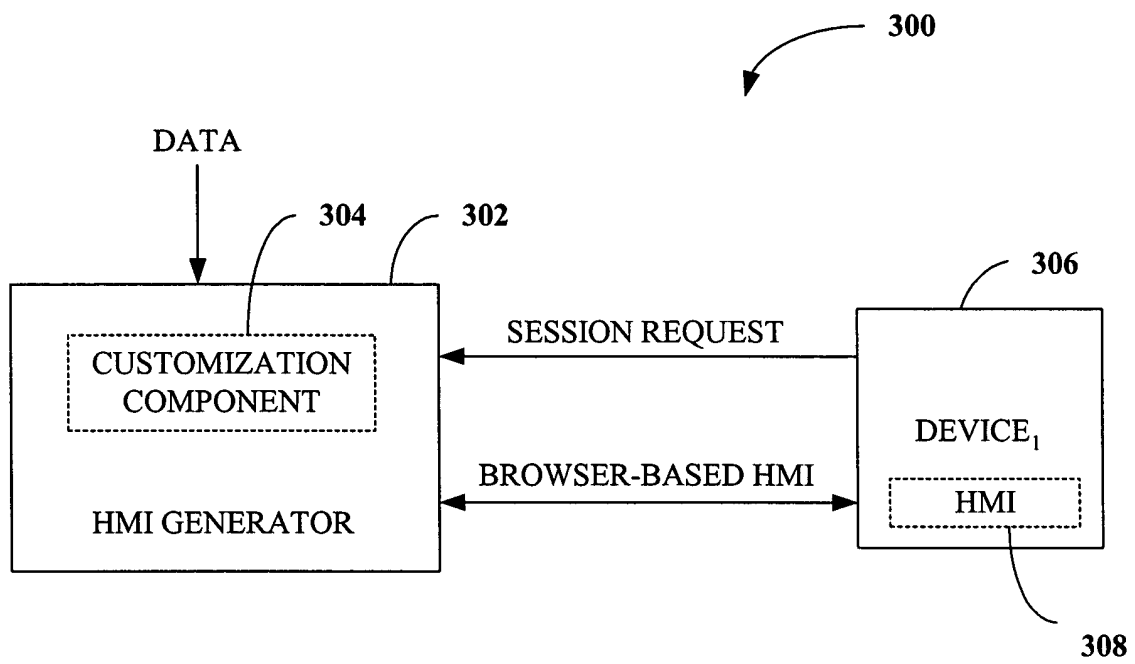 300
DATA
304
302
306
SESSION REQUEST
CUSTOMIZATION
COMPONENT
DEVICE₁
BROWSER-BASED HMI
HMI
HMI GENERATOR
308